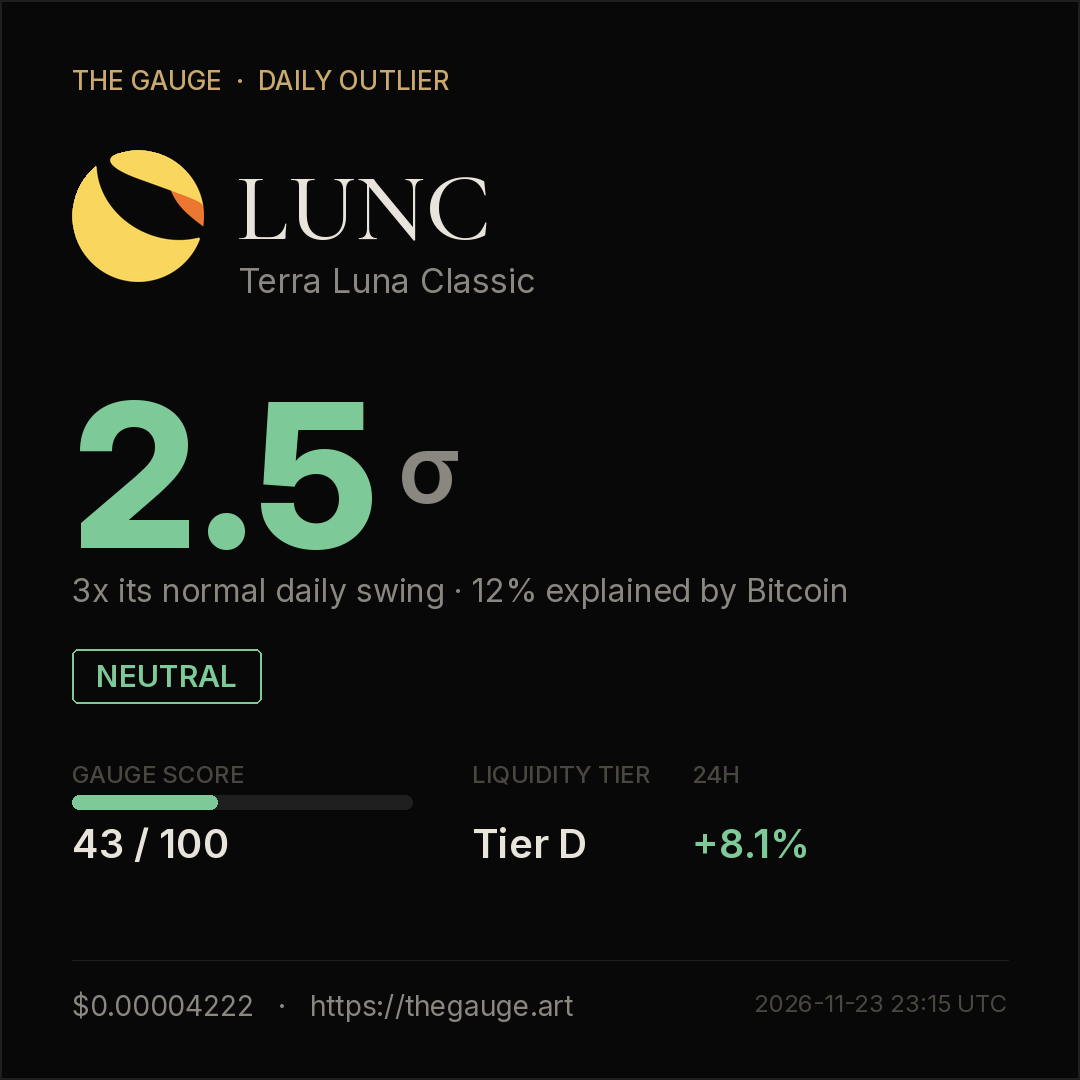 THE GAUGE · DAILY OUTLIER
LUNC
Terra Luna Classic
2.5 σ
3x its normal daily swing · 12% explained by Bitcoin
NEUTRAL
GAUGE SCORE LIQUIDITY TIER 24H
43 / 100 Tier D +8.1%
$0.00004222 · https://thegauge.art 2026-11-23 23:15 UTC